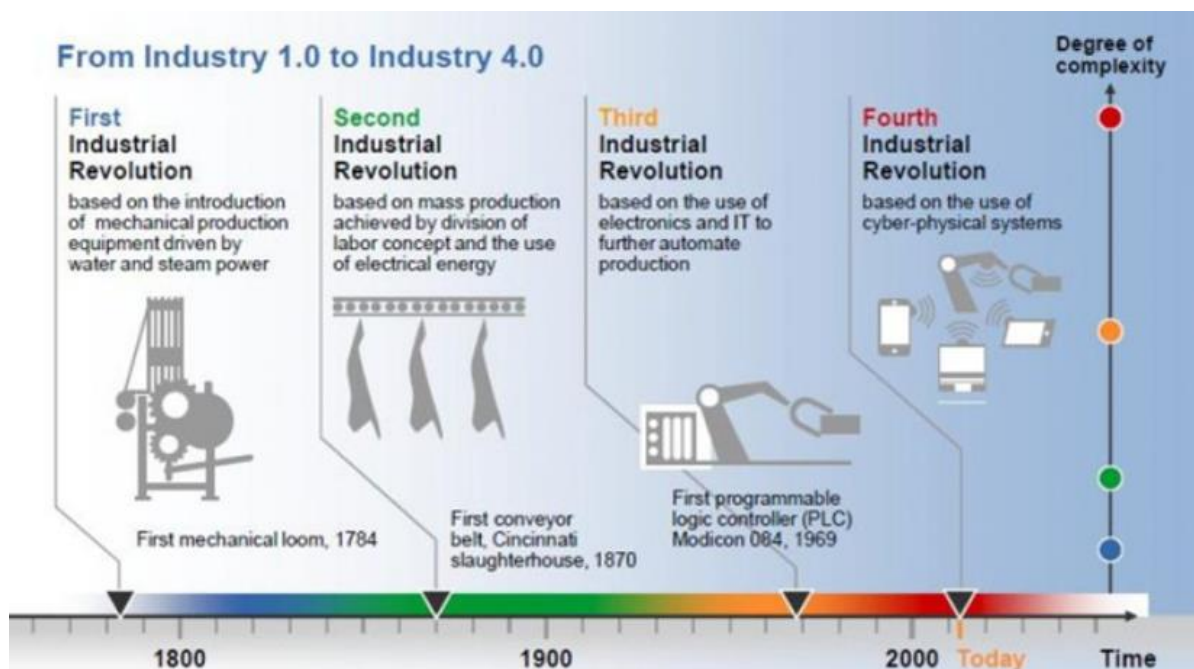 From Industry 1.0 to Industry 4.0
Degree of
complexity
First
Industrial
Revolution
based on the introduction
of mechanical production
equipment driven by
water and steam power
Second
Industrial
Revolution
based on mass production
achieved by division of
labor concept and the use
of electrical energy
Third
Industrial
Revolution
based on the use of
electronics and IT to
further automate
production
Fourth
Industrial
Revolution
based on the use of
cyber-physical systems
First mechanical loom, 1784
First conveyor
belt, Cincinnati
slaughterhouse, 1870
First programmable
logic controller (PLC)
Modicon 084, 1969
1800
1900
2000
Today
Time